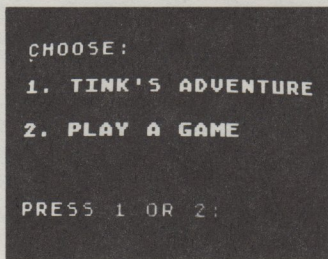 CHOOSE:
1. TINK'S ADVENTURE
2. PLAY A GAME
PRESS 1 OR 2: